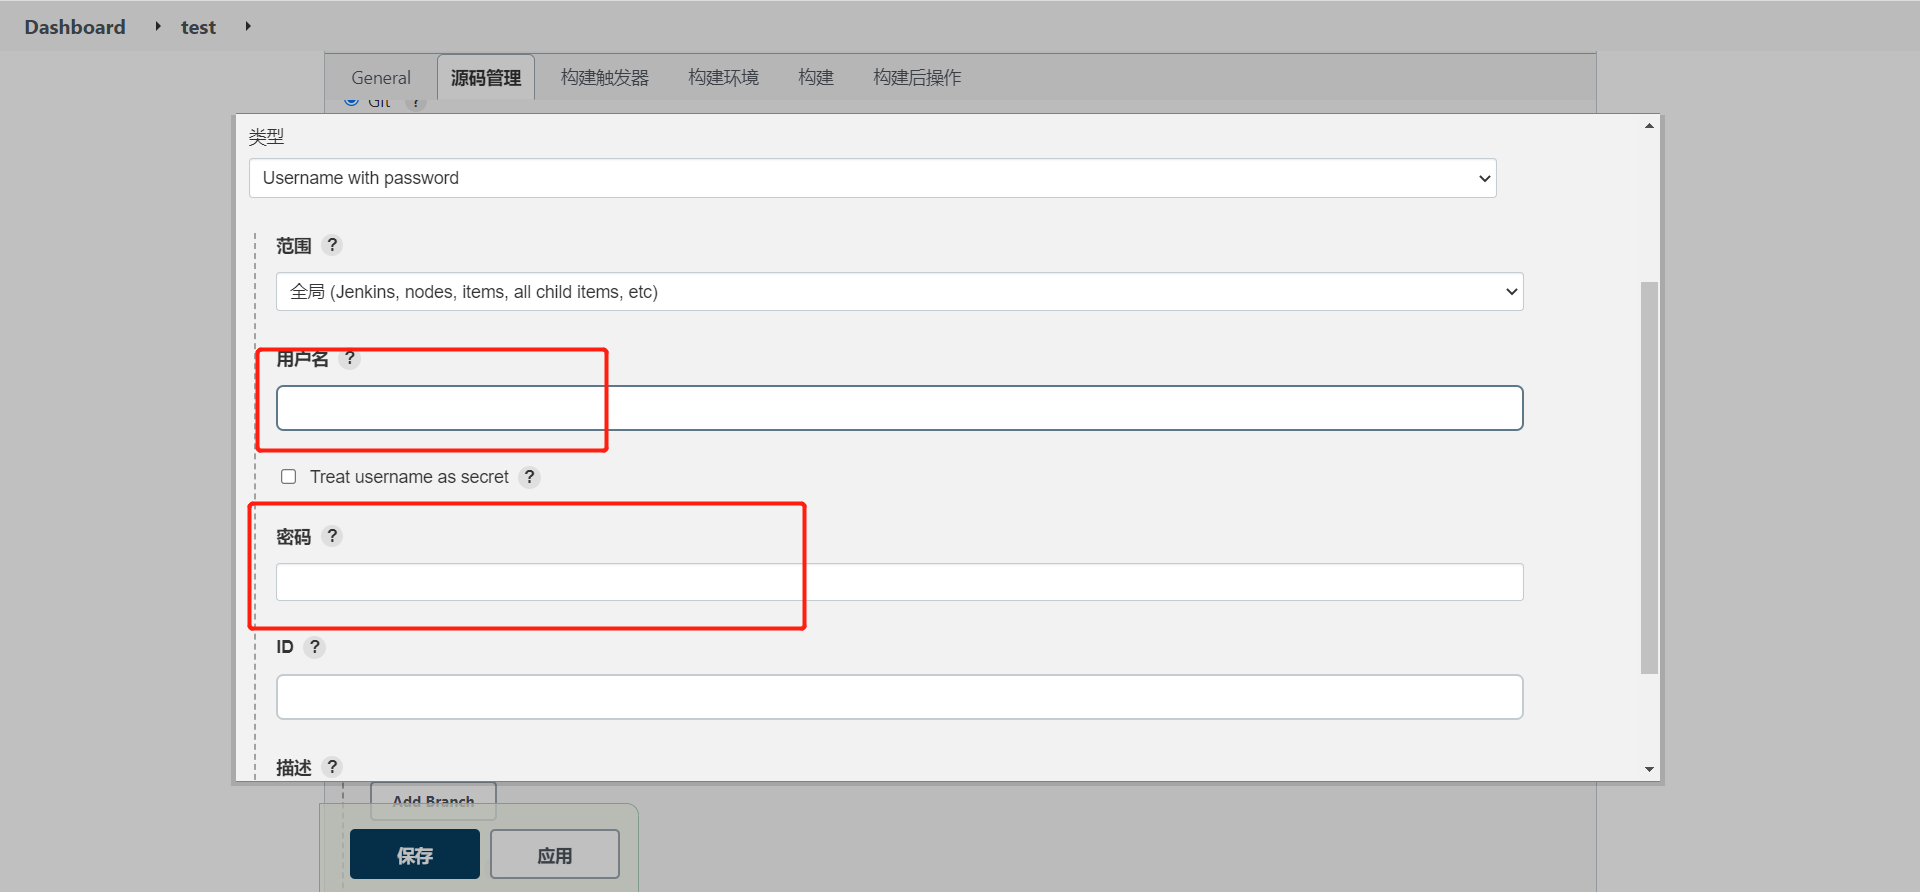 Dashboard test
General 源码管理 构建触发器 构建环境 构建 构建后操作
Git ?
类型
Username with password
范围 ?
全局 (Jenkins, nodes, items, all child items, etc)
用户名 ?
Treat username as secret ?
密码 ?
ID ?
描述 ?
Add Branch
保存 应用